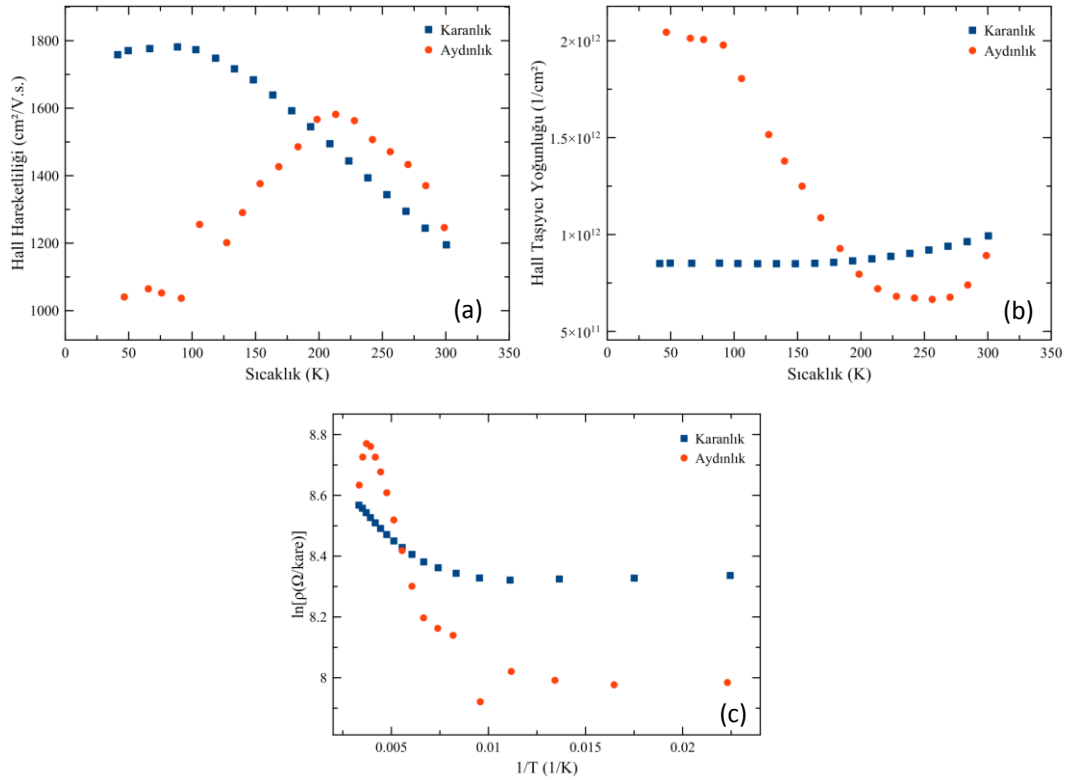 Karanlık
Aydınlık
1800
1600
1400
1200
1000
Hall Hareketliliği (cm²/V.s.)
(a)
0 50 100 150 200 250 300 350
Sıcaklık (K)
Karanlık
Aydınlık
2×10¹²
1.5×10¹²
1×10¹²
5×10¹¹
Hall Taşıyıcı Yoğunluğu (1/cm²)
(b)
0 50 100 150 200 250 300 350
Sıcaklık (K)
Karanlık
Aydınlık
8.8
8.6
8.4
8.2
8
ln[ρ(Ω/kare)]
(c)
0.005 0.01 0.015 0.02
1/T (1/K)